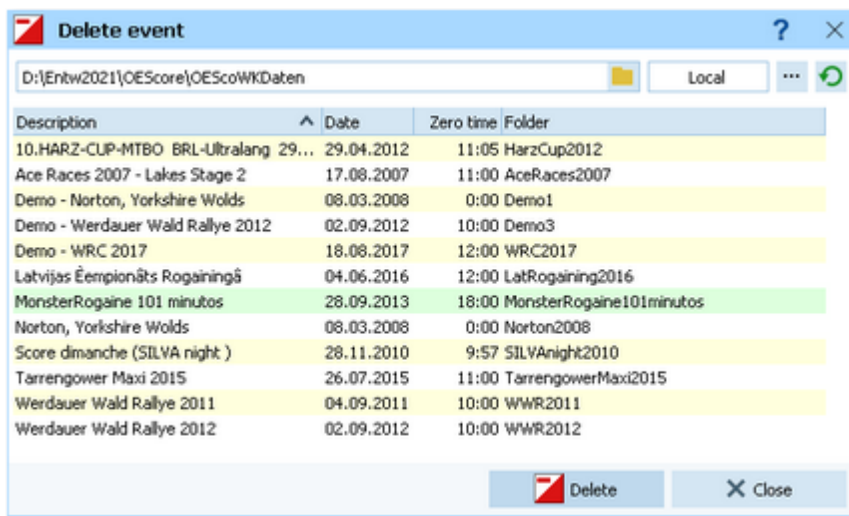 Delete event
?
D:\Entw2021\OEScore\OEScoWKDaten Local ...
Description Date Zero time Folder
10.HARZ-CUP-MTBO BRL-Ultralang 29... 29.04.2012 11:05 HarzCup2012
Ace Races 2007 - Lakes Stage 2 17.08.2007 11:00 AceRaces2007
Demo - Norton, Yorkshire Wolds 08.03.2008 0:00 Demo1
Demo - Werdauer Wald Rallye 2012 02.09.2012 10:00 Demo3
Demo - WRC 2017 18.08.2017 12:00 WRC2017
Latvijas Èempionâts Rogainingâ 04.06.2016 12:00 LatRogaining2016
MonsterRogaine 101 minutos 28.09.2013 18:00 MonsterRogaine101minutos
Norton, Yorkshire Wolds 08.03.2008 0:00 Norton2008
Score dimanche (SILVA night ) 28.11.2010 9:57 SILVAnight2010
Tarrengower Maxi 2015 26.07.2015 11:00 TarrengowerMaxi2015
Werdauer Wald Rallye 2011 04.09.2011 10:00 WWR2011
Werdauer Wald Rallye 2012 02.09.2012 10:00 WWR2012
Delete Close